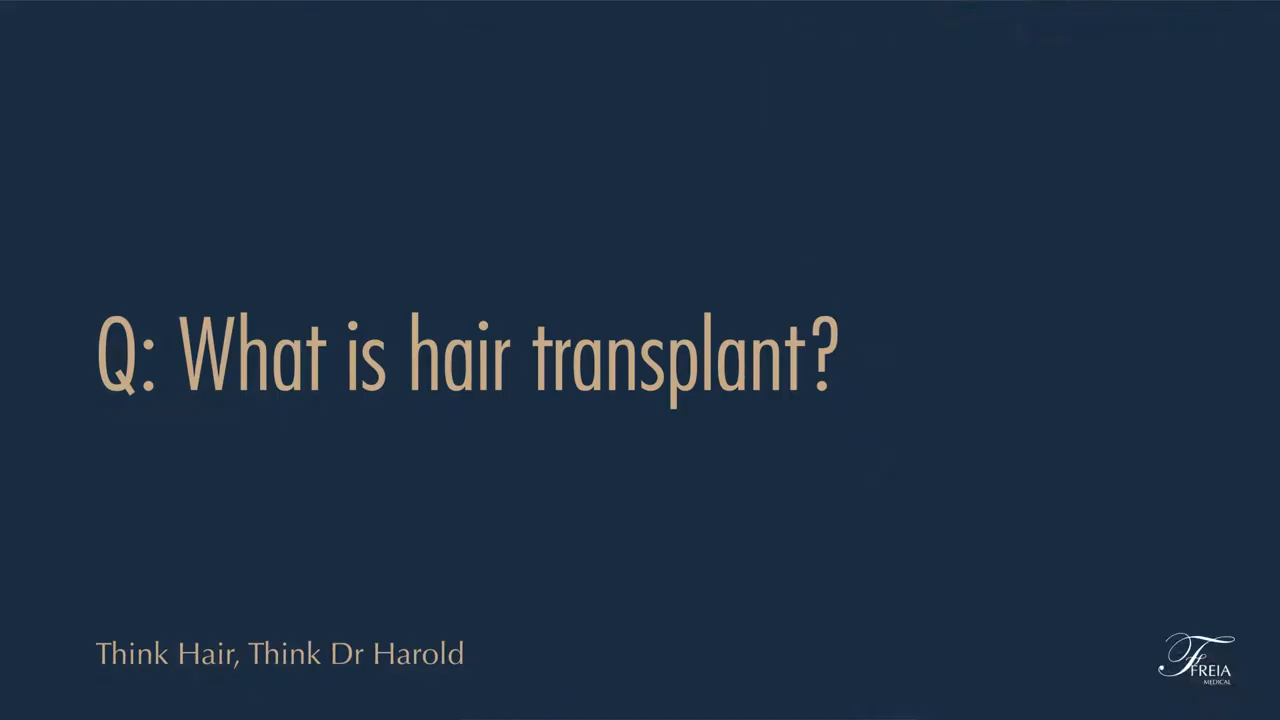 Q: What is hair transplant?
Think Hair, Think Dr Harold
FREIA
MEDICAL